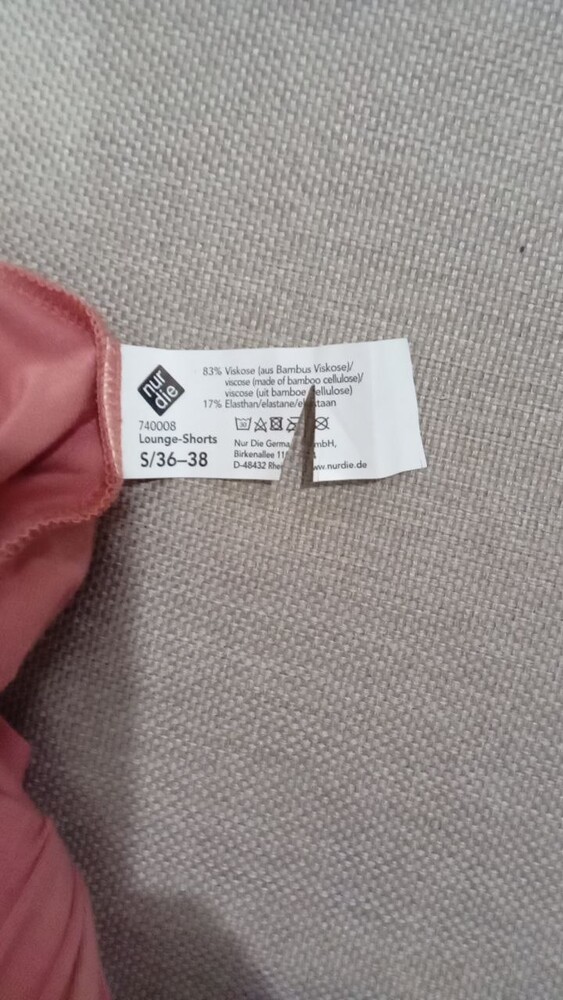 nur
die
740008
Lounge-Shorts
S/36–38
83% Viskose (aus Bambus Viskose)/
viscose (made of bamboo cellulose)/
viscose (uit bamboe cellulose)
17% Elasthan/elastane/elastaan
30
Nur Die Germa mbH,
Birkenallee 11
D-48432 Rhe www.nurdie.de